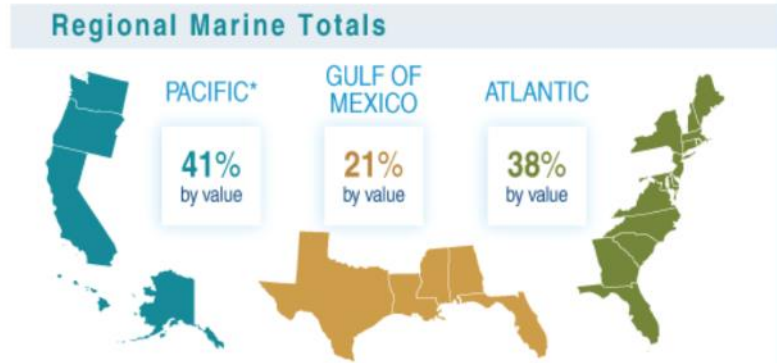 Regional Marine Totals
PACIFIC*
41%
by value
GULF OF
MEXICO
21%
by value
ATLANTIC
38%
by value